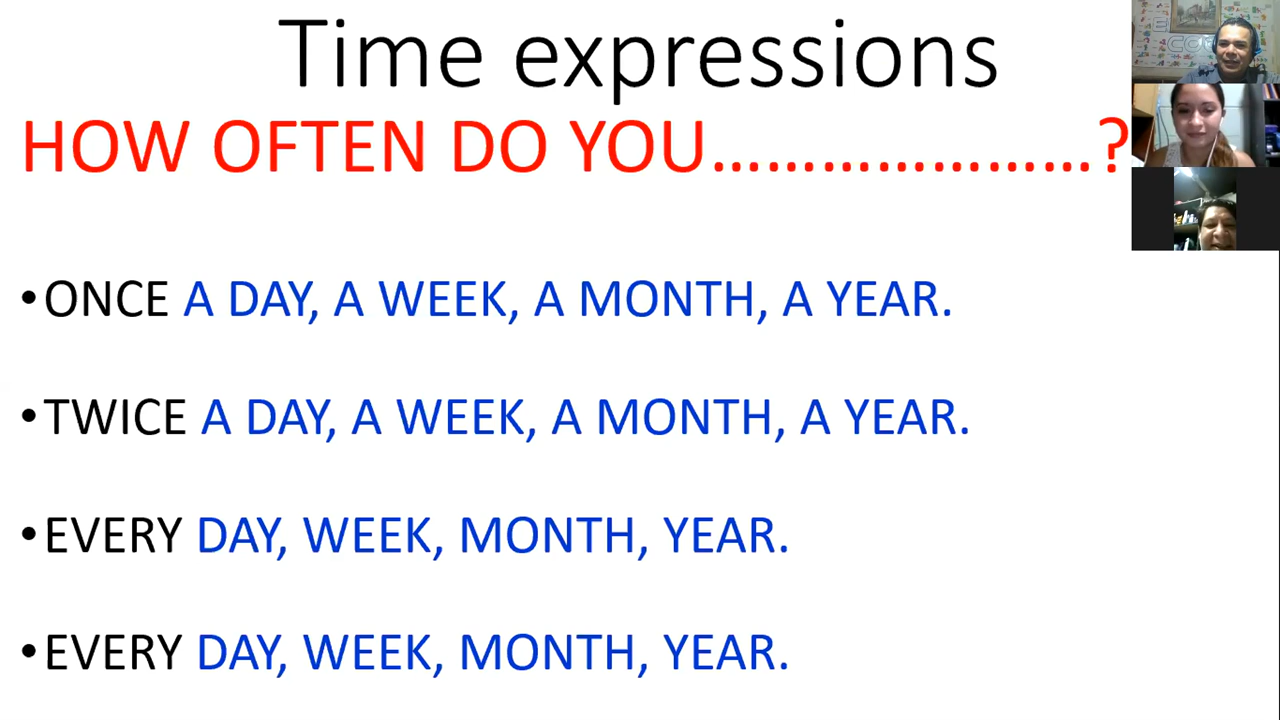 Time expressions
HOW OFTEN DO YOU.....................?
•ONCE A DAY, A WEEK, A MONTH, A YEAR.
•TWICE A DAY, A WEEK, A MONTH, A YEAR.
•EVERY DAY, WEEK, MONTH, YEAR.
•EVERY DAY, WEEK, MONTH, YEAR.